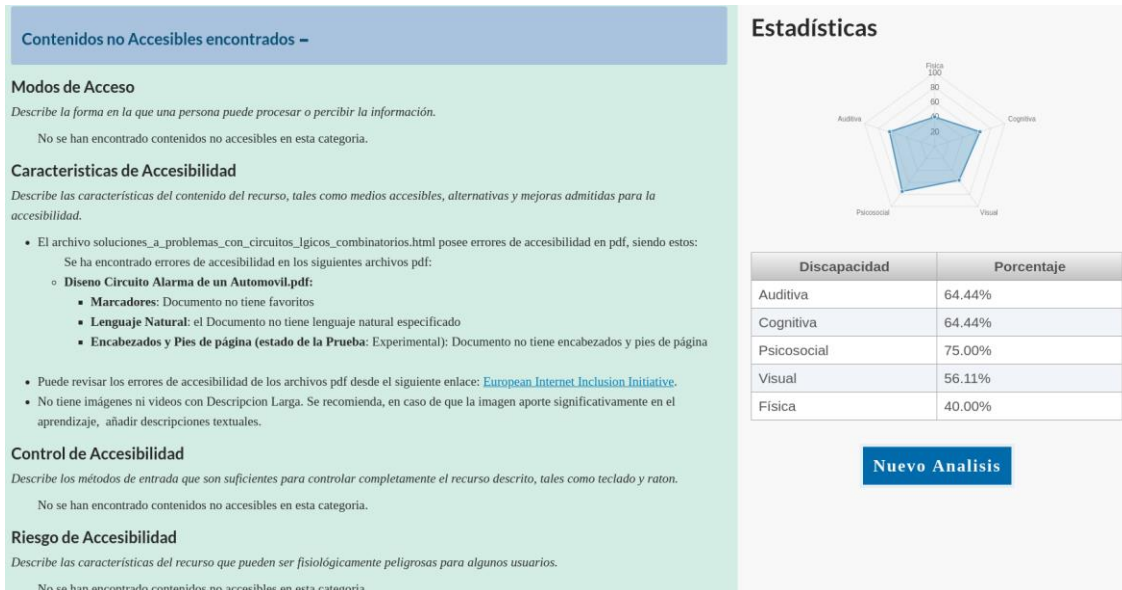 Contenidos no Accesibles encontrados –
Modos de Acceso
Describe la forma en la que una persona puede procesar o percibir la información.
No se han encontrado contenidos no accesibles en esta categoria.
Caracteristicas de Accesibilidad
Describe las características del contenido del recurso, tales como medios accesibles, alternativas y mejoras admitidas para la
accesibilidad.
• El archivo soluciones_a_problemas_con_circuitos_lgicos_combinatorios.html posee errores de accesibilidad en pdf, siendo estos:
Se ha encontrado errores de accesibilidad en los siguientes archivos pdf:
◦ Diseno Circuito Alarma de un Automovil.pdf:
▪ Marcadores: Documento no tiene favoritos
▪ Lenguaje Natural: el Documento no tiene lenguaje natural especificado
▪ Encabezados y Pies de página (estado de la Prueba: Experimental): Documento no tiene encabezados y pies de página
• Puede revisar los errores de accesibilidad de los archivos pdf desde el siguiente enlace: European Internet Inclusion Initiative.
• No tiene imágenes ni videos con Descripcion Larga. Se recomienda, en caso de que la imagen aporte significativamente en el
aprendizaje, añadir descripciones textuales.
Control de Accesibilidad
Describe los métodos de entrada que son suficientes para controlar completamente el recurso descrito, tales como teclado y raton.
No se han encontrado contenidos no accesibles en esta categoria.
Riesgo de Accesibilidad
Describe las características del recurso que pueden ser fisiológicamente peligrosas para algunos usuarios.
No se han encontrado contenidos no accesibles en esta categoria
Estadísticas
Física
100
80
60
40
20
Auditiva
Cognitiva
Psicosocial
Visual
Discapacidad Porcentaje
Auditiva 64.44%
Cognitiva 64.44%
Psicosocial 75.00%
Visual 56.11%
Física 40.00%
Nuevo Analisis